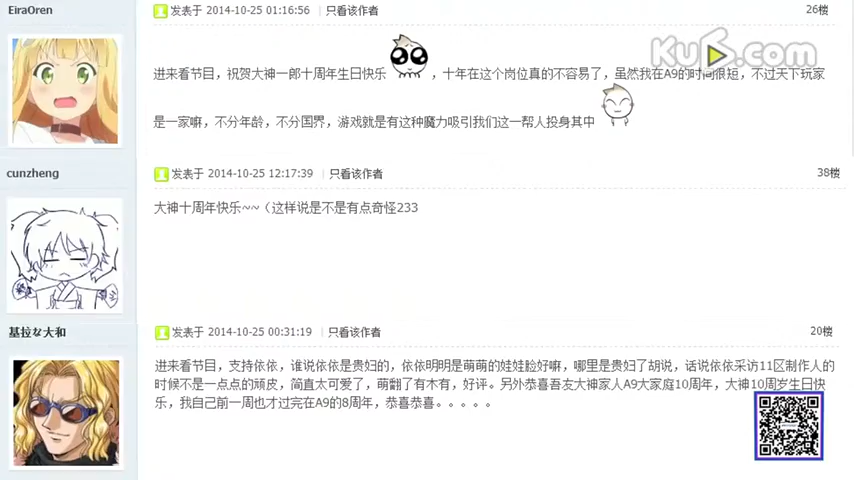 EiraOren
发表于 2014-10-25 01:16:56 | 只看该作者
26楼
Ku6.com
进来看节目，祝贺大神一郎十周年生日快乐 ，十年在这个岗位真的不容易了，虽然我在A9的时间很短，不过天下玩家
是一家嘛，不分年龄，不分国界，游戏就是有这种魔力吸引我们这一帮人投身其中
cunzheng
发表于 2014-10-25 12:17:39 | 只看该作者
38楼
大神十周年快乐~~（这样说是不是有点奇怪233
基拉な大和
发表于 2014-10-25 00:31:19 | 只看该作者
20楼
进来看节目，支持依依，谁说依依是贵妇的，依依明明是萌萌的娃娃脸好嘛，哪里是贵妇了胡说，话说依依采访11区制作人的
时候不是一点点的顽皮，简直太可爱了，萌翻了有木有，好评。另外恭喜吾友大神家人A9大家庭10周年，大神10周岁生日快
乐，我自己前一周也才过完在A9的8周年，恭喜恭喜。。。。。